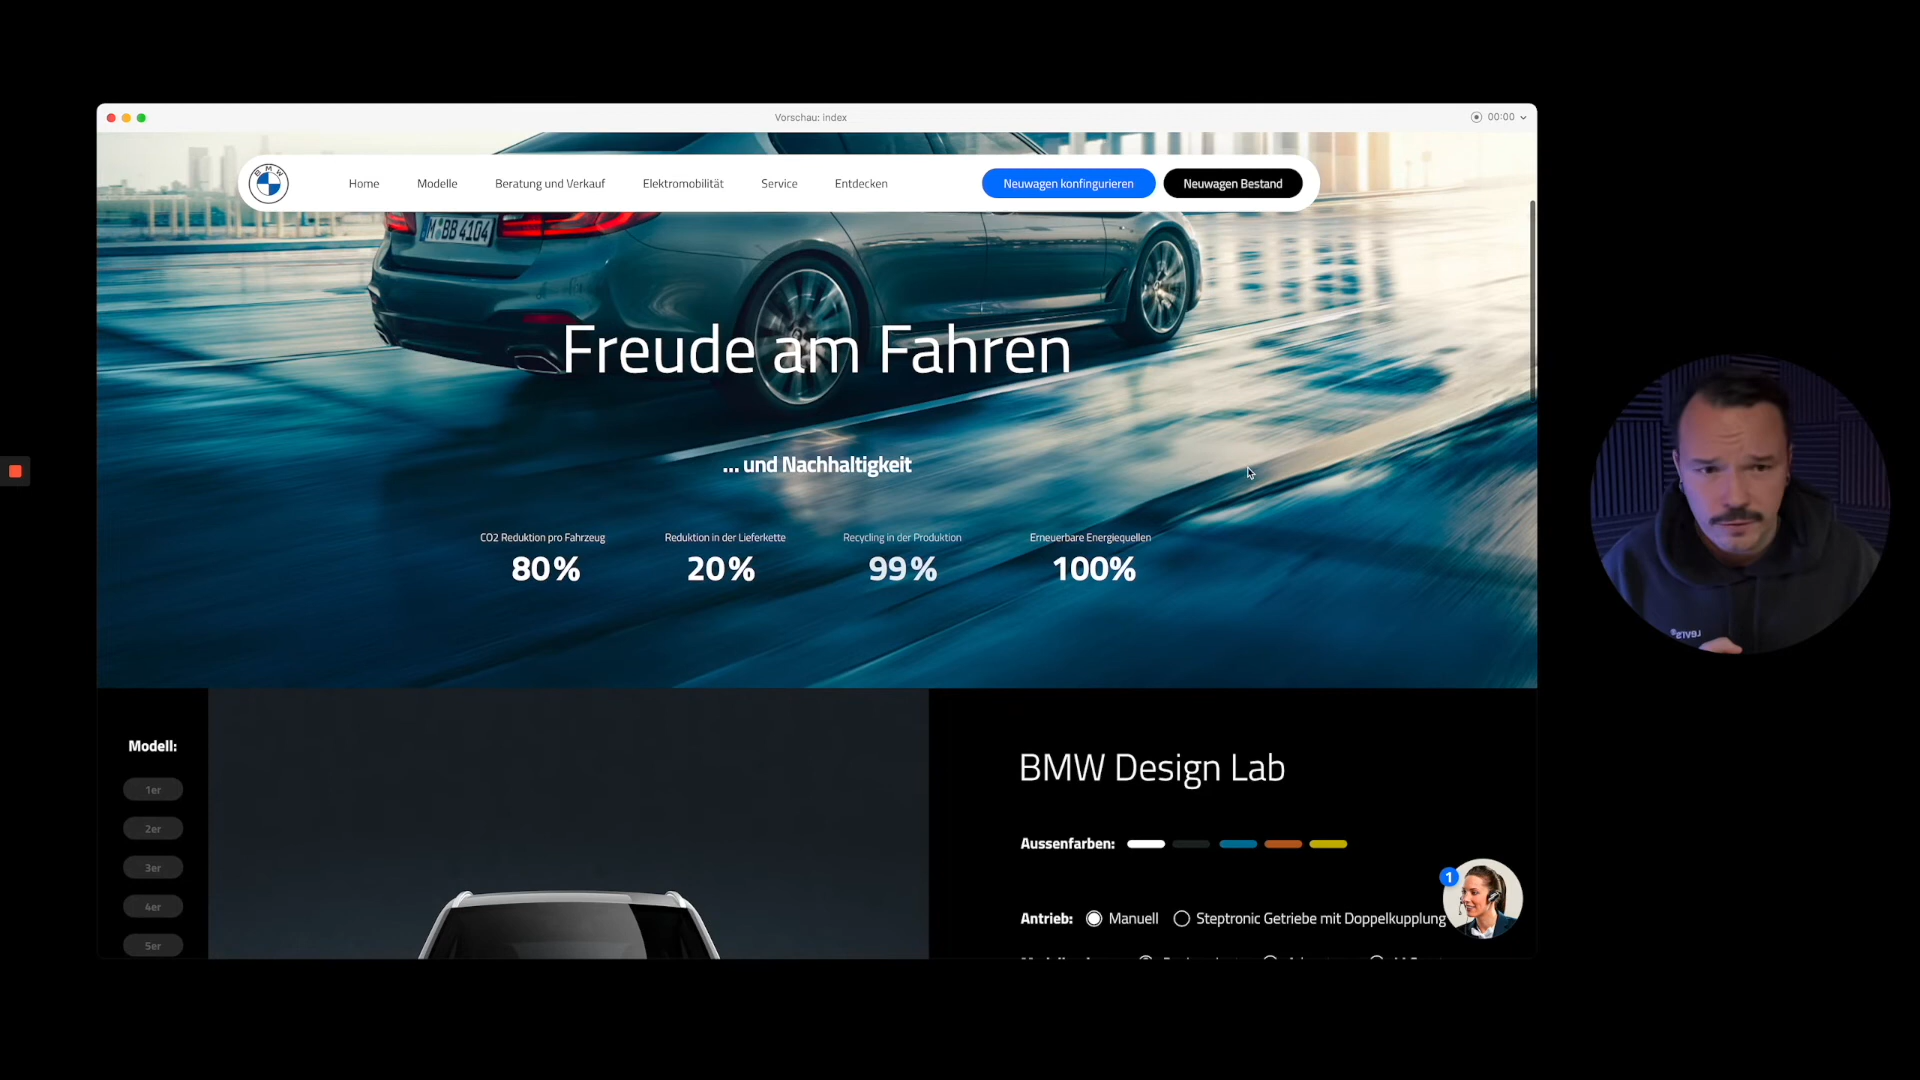 Vorschau: index
00:00
BMW
Home
Modelle
Beratung und Verkauf
Elektromobilität
Service
Entdecken
Neuwagen konfingurieren
Neuwagen Bestand
M BB 4104
Freude am Fahren
... und Nachhaltigkeit
CO2 Reduktion pro Fahrzeug
80%
Reduktion in der Lieferkette
20%
Recycling in der Produktion
99%
Erneuerbare Energiequellen
100%
Modell:
1er
2er
3er
4er
5er
BMW Design Lab
Aussenfarben:
1
Antrieb: Manuell Steptronic Getriebe mit Doppelkupplung
Levi's